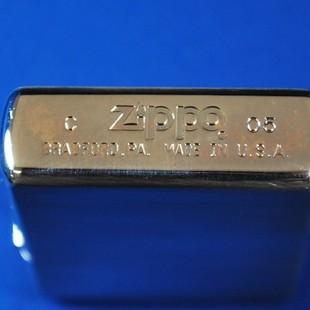 C Zippo 05
BRADFORD,PA. MADE IN U.S.A.